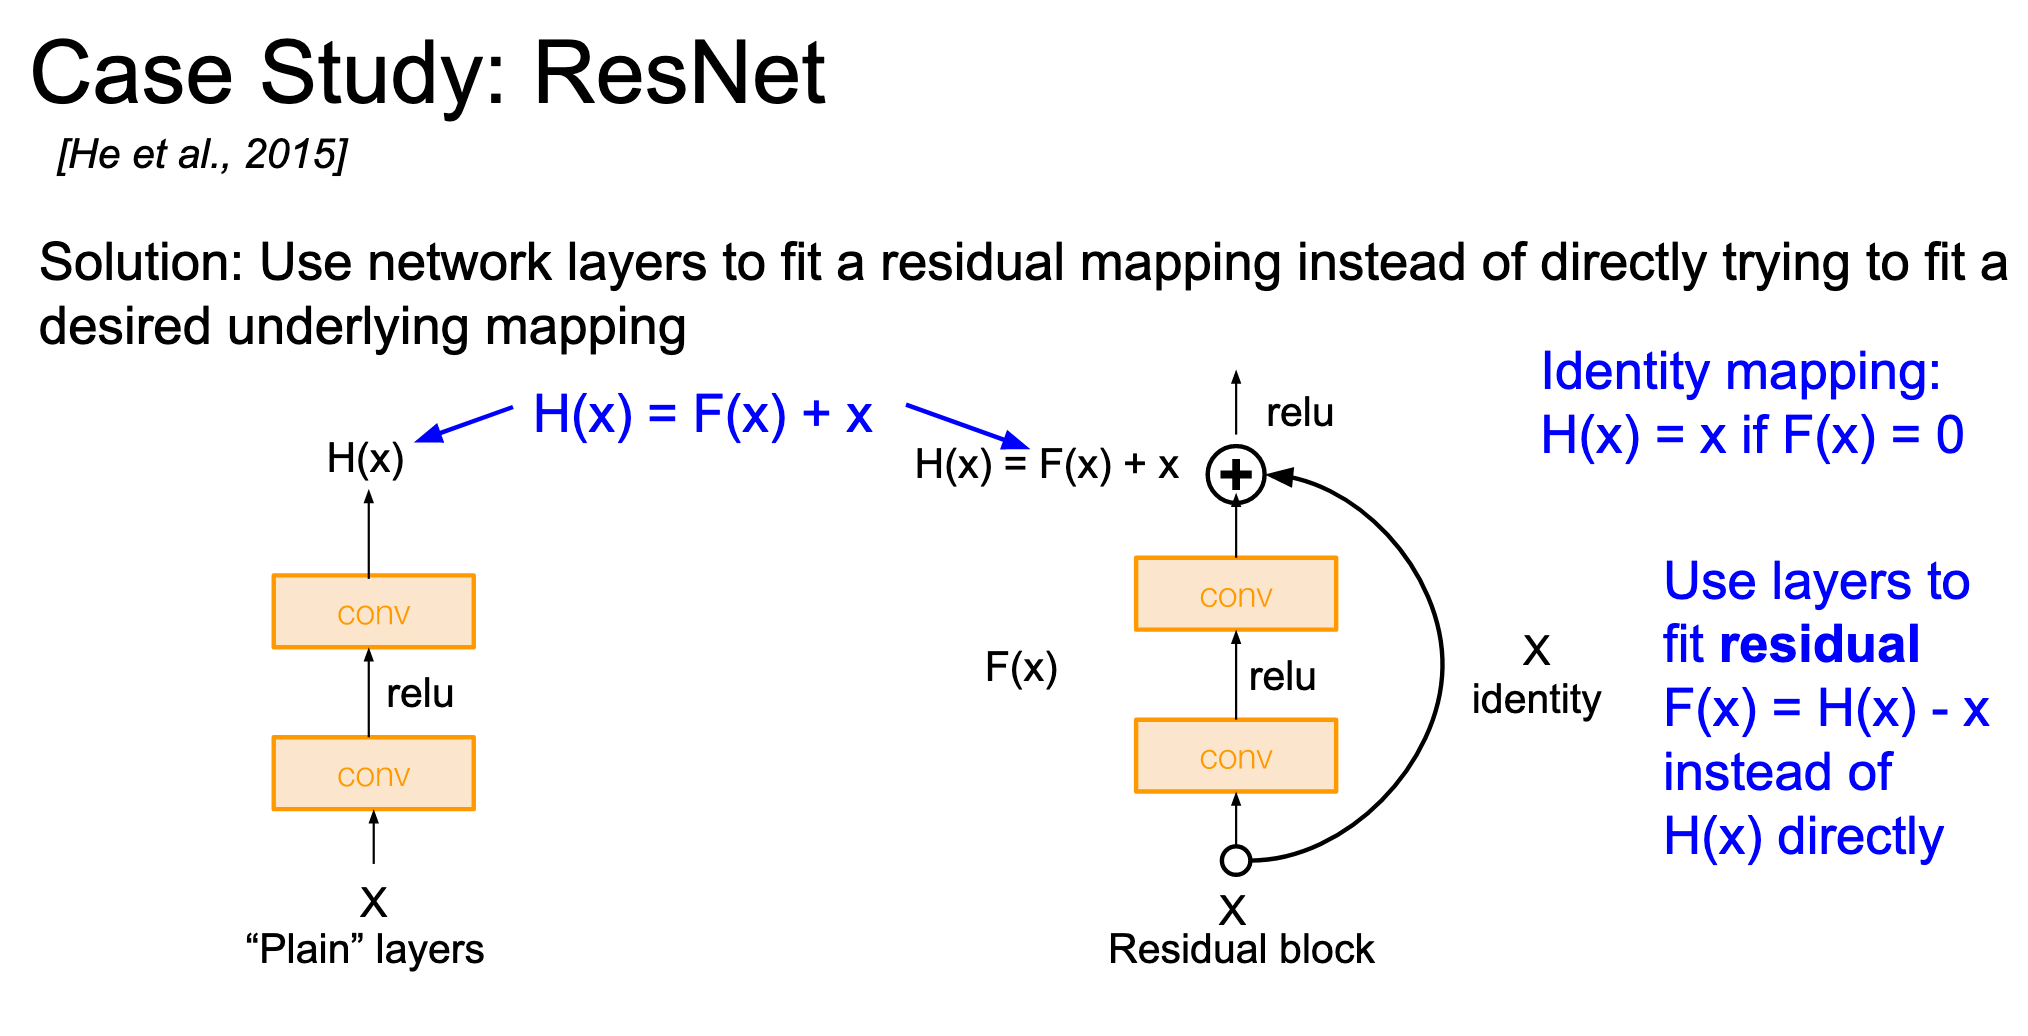 Case Study: ResNet
[He et al., 2015]
Solution: Use network layers to fit a residual mapping instead of directly trying to fit a
desired underlying mapping
H(x) = F(x) + x
H(x)
conv
relu
conv
X
“Plain” layers
relu
H(x) = F(x) + x
+
conv
F(x)
relu
conv
X
identity
X
Residual block
Identity mapping:
H(x) = x if F(x) = 0
Use layers to
fit residual
F(x) = H(x) - x
instead of
H(x) directly